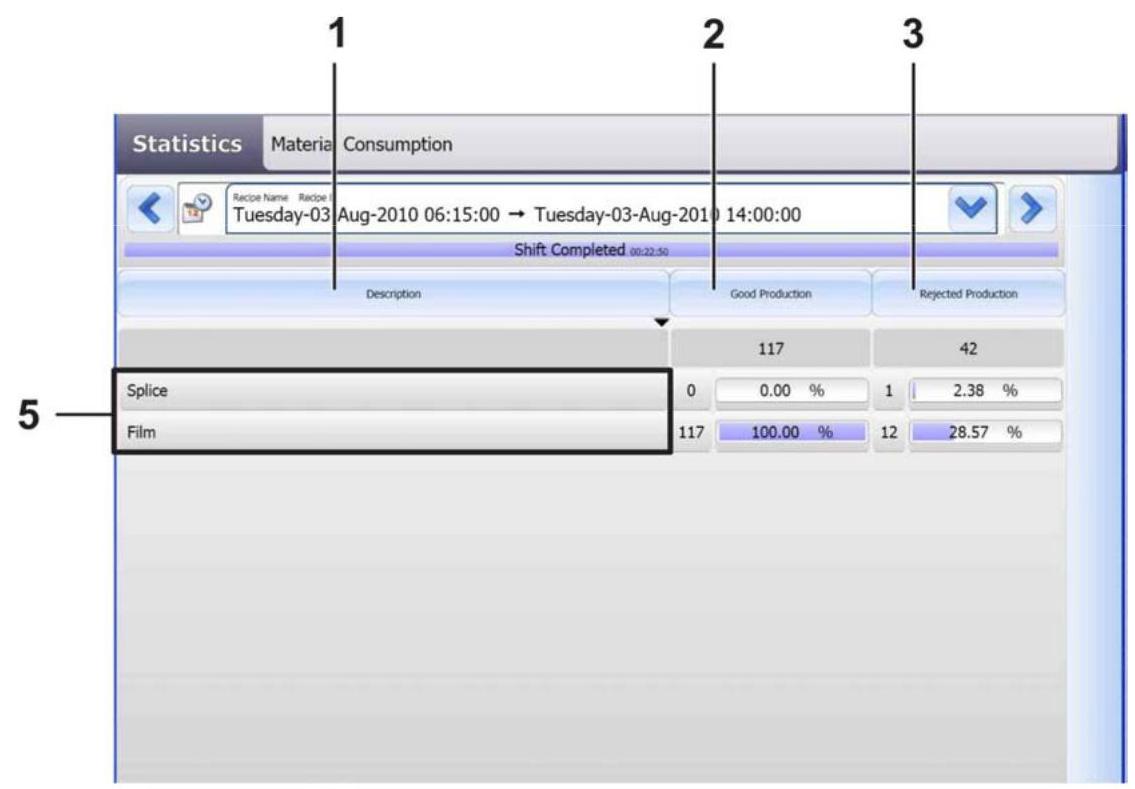 1 2 3
Statistics Material Consumption
Recipe Name Recipe I
Tuesday-03-Aug-2010 06:15:00 → Tuesday-03-Aug-2010 14:00:00
Shift Completed 00:22:50
Description Good Production Rejected Production
117 42
Splice 0 0.00 % 1 2.38 %
5
Film 117 100.00 % 12 28.57 %